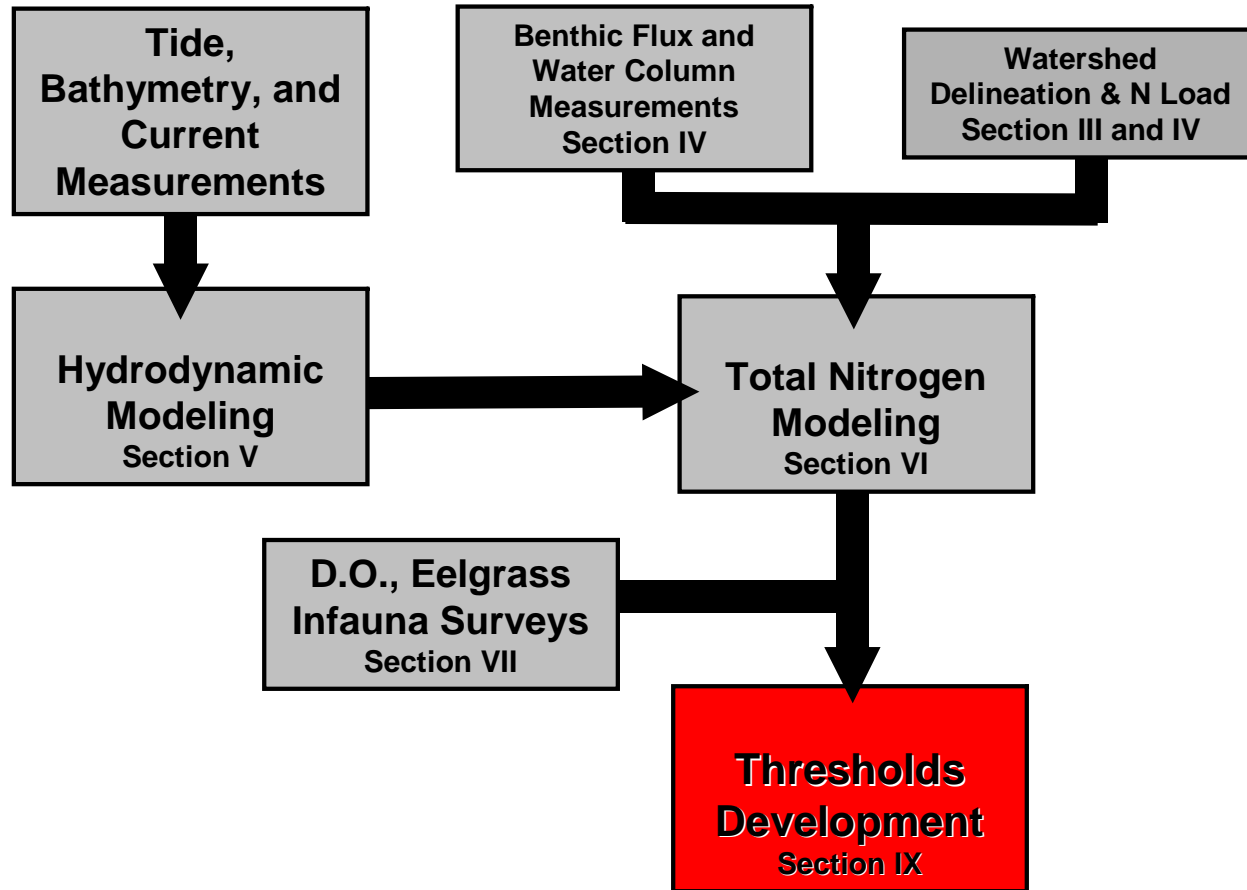 Tide,
Bathymetry, and
Current
Measurements
Benthic Flux and
Water Column
Measurements
Section IV
Watershed
Delineation & N Load
Section III and IV
Hydrodynamic
Modeling
Section V
Total Nitrogen
Modeling
Section VI
D.O., Eelgrass
Infauna Surveys
Section VII
Thresholds
Development
Section IX